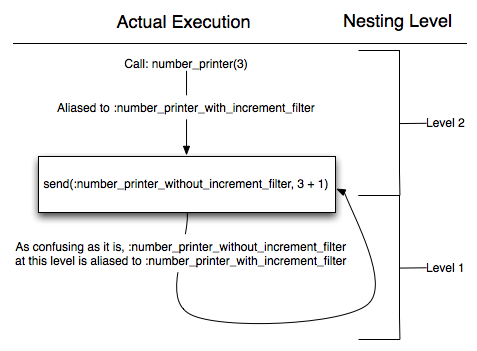 Actual Execution
Nesting Level
Call: number_printer(3)
Aliased to :number_printer_with_increment_filter
Level 2
send(:number_printer_without_increment_filter, 3 + 1)
As confusing as it is, :number_printer_without_increment_filter
at this level is aliased to :number_printer_with_increment_filter
Level 1